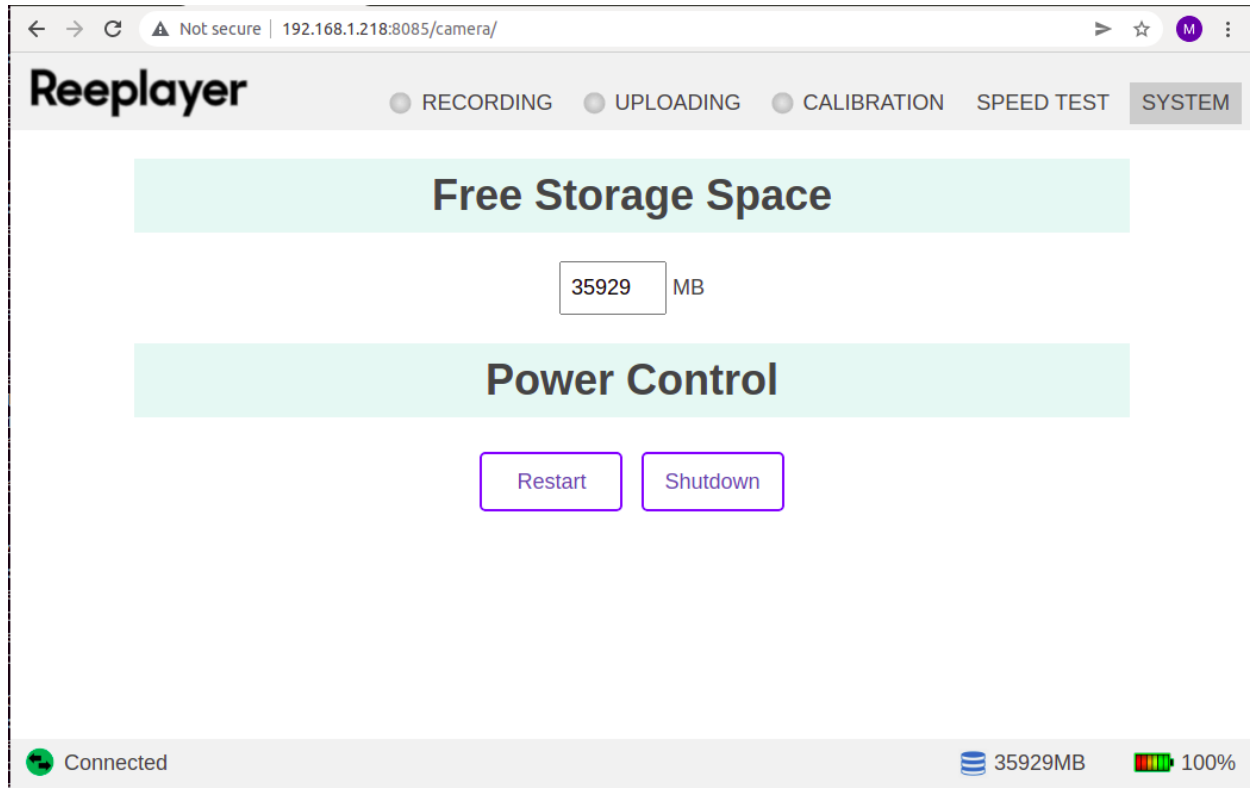 Not secure 192.168.1.218:8085/camera/ M
Reeplayer RECORDING UPLOADING CALIBRATION SPEED TEST SYSTEM
Free Storage Space
35929 MB
Power Control
Restart Shutdown
Connected 35929MB 100%